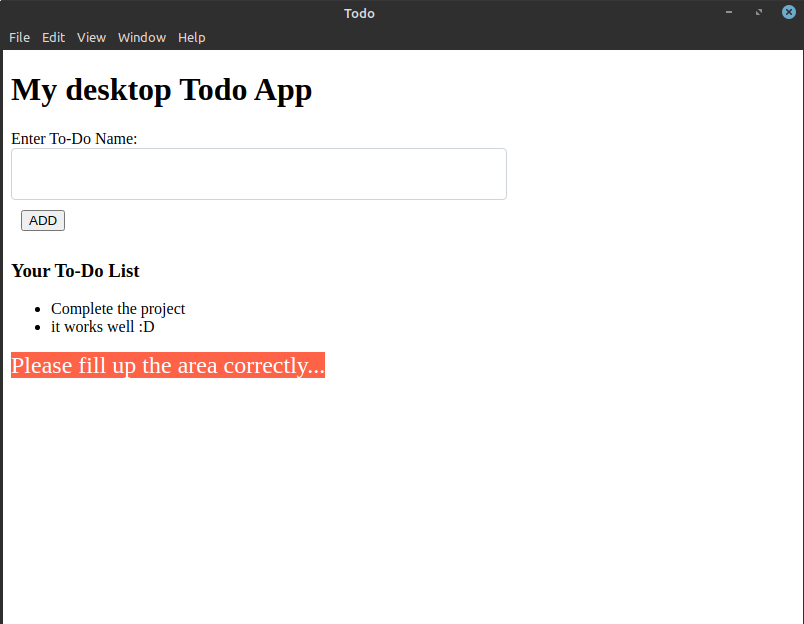 Todo
File Edit View Window Help
My desktop Todo App
Enter To-Do Name:
ADD
Your To-Do List
Complete the project
it works well :D
Please fill up the area correctly...